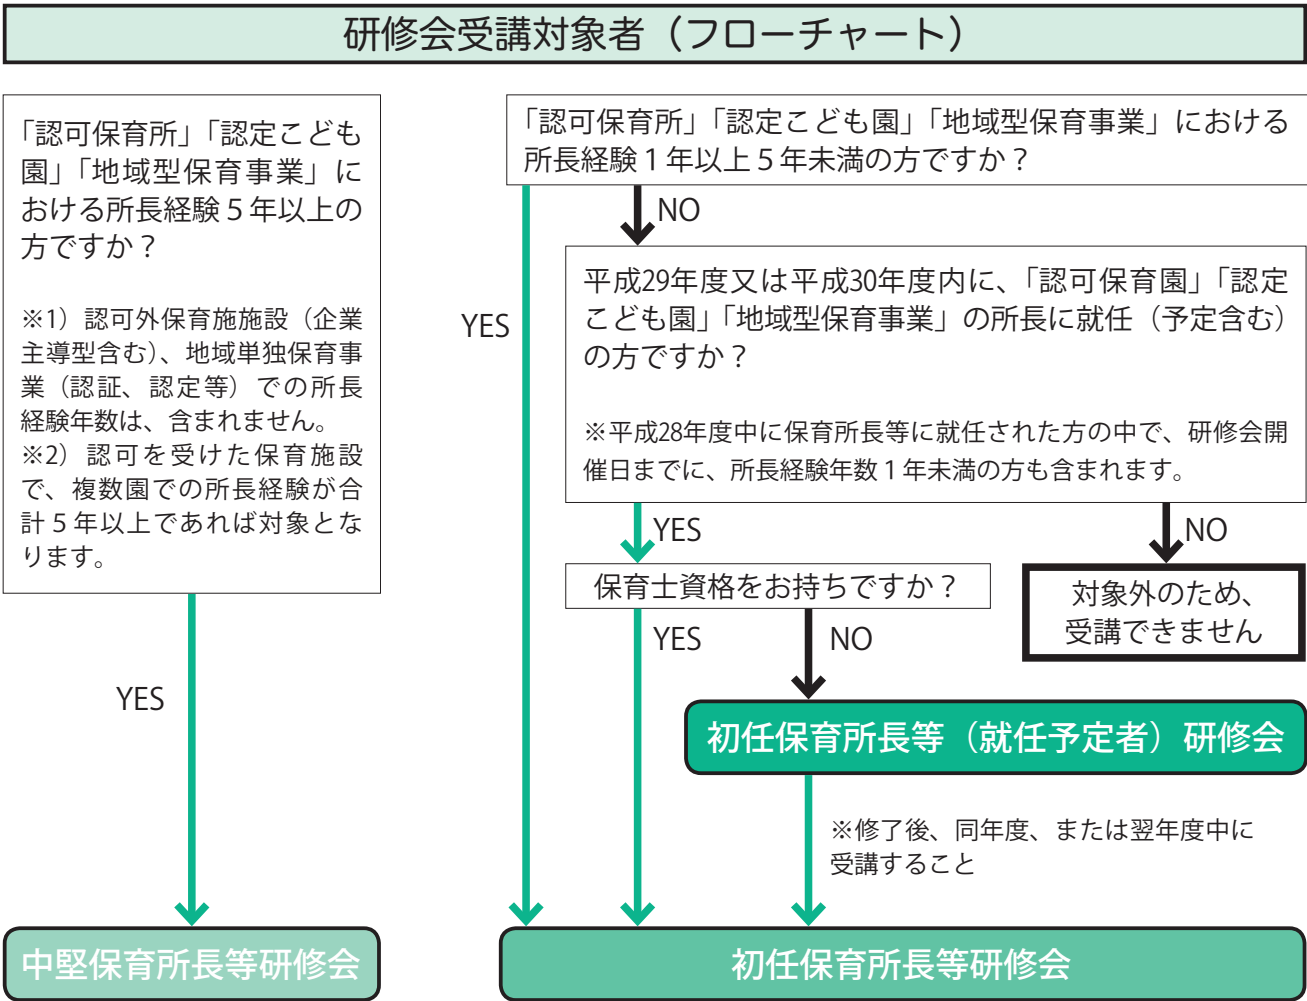 研修会受講対象者（フローチャート）
「認可保育所」「認定こども
園」「地域型保育事業」に
おける所長経験５年以上の
方ですか？
※1）認可外保育施施設（企業
主導型含む）、地域単独保育事
業（認証、認定等）での所長
経験年数は、含まれません。
※2）認可を受けた保育施設
で、複数園での所長経験が合
計５年以上であれば対象とな
ります。
YES
中堅保育所長等研修会
「認可保育所」「認定こども園」「地域型保育事業」における
所長経験１年以上５年未満の方ですか？
YES
NO
平成29年度又は平成30年度内に、「認可保育園」「認定
こども園」「地域型保育事業」の所長に就任（予定含む）
の方ですか？
※平成28年度中に保育所長等に就任された方の中で、研修会開
催日までに、所長経験年数１年未満の方も含まれます。
YES
NO
保育士資格をお持ちですか？
対象外のため、
受講できません
YES
NO
初任保育所長等（就任予定者）研修会
※修了後、同年度、または翌年度中に
受講すること
初任保育所長等研修会